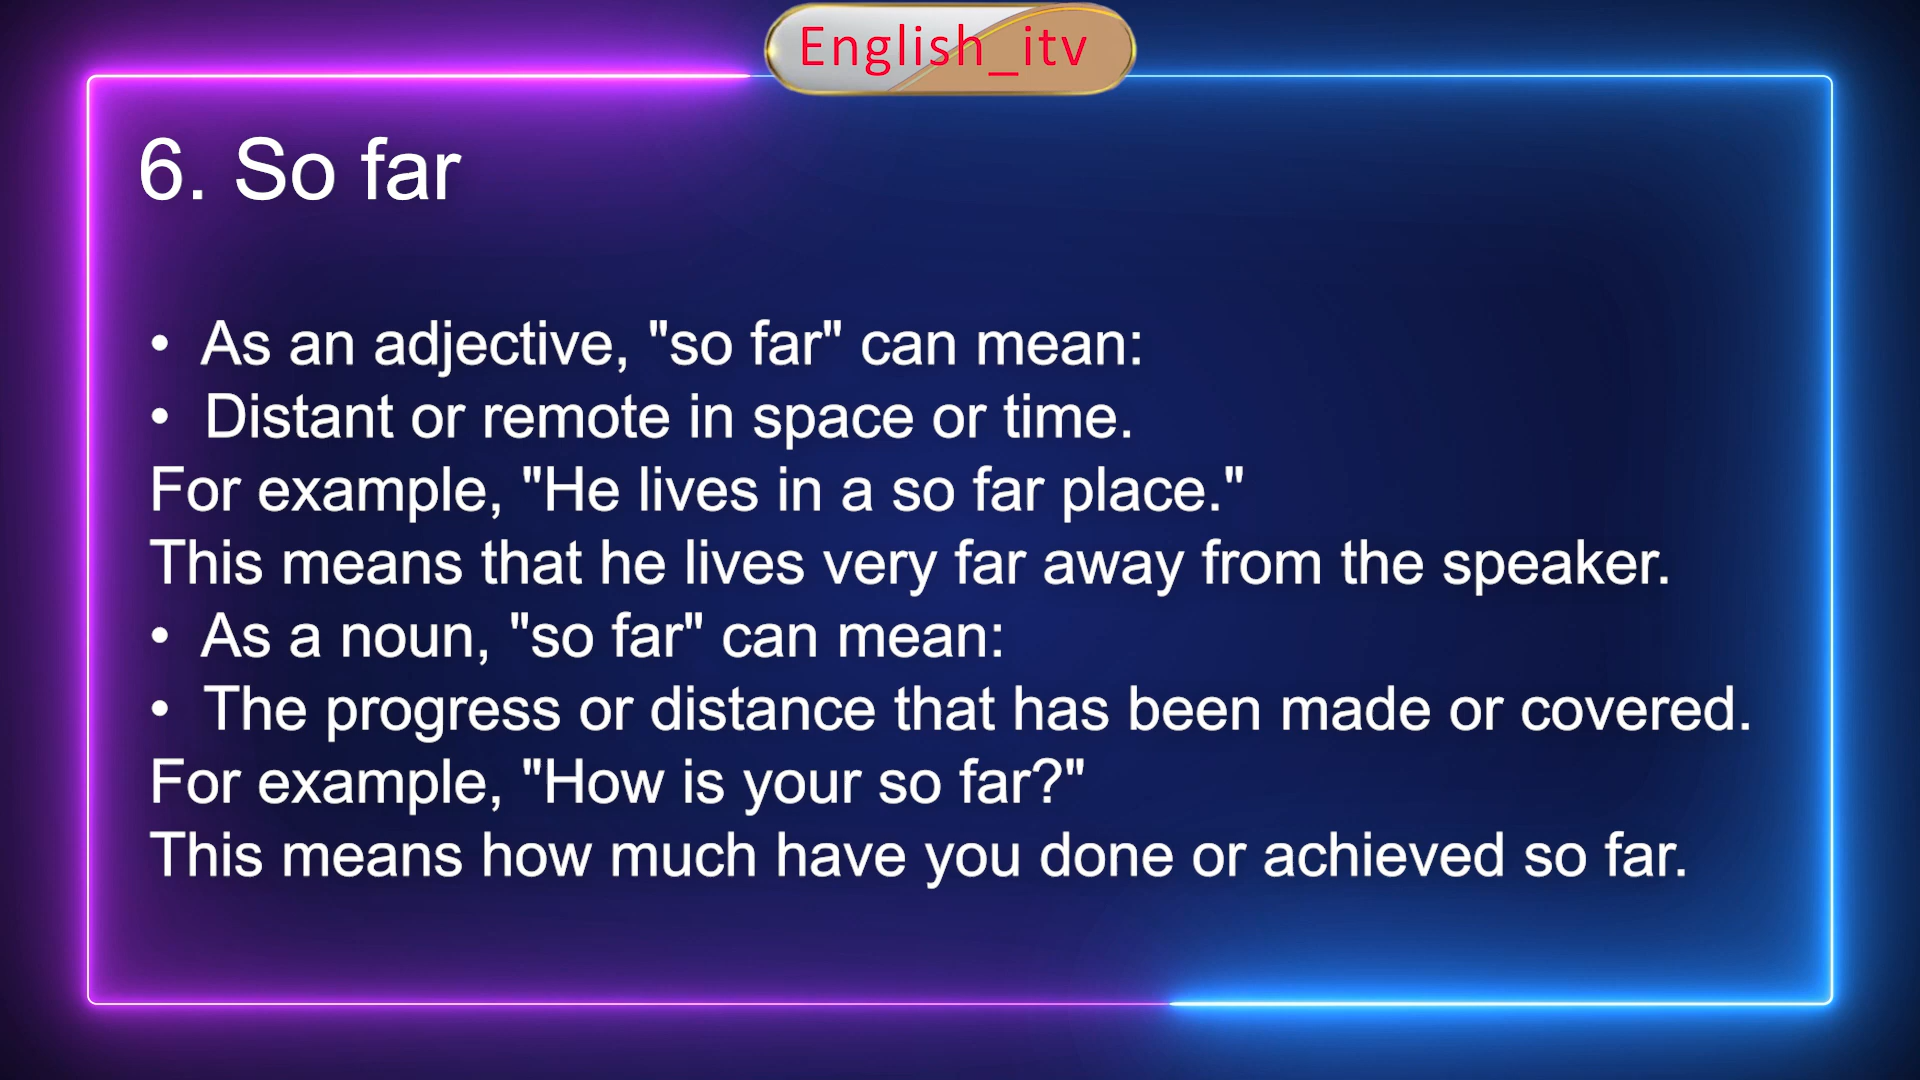 English_itv
6. So far
• As an adjective, "so far" can mean:
• Distant or remote in space or time.
For example, "He lives in a so far place."
This means that he lives very far away from the speaker.
• As a noun, "so far" can mean:
• The progress or distance that has been made or covered.
For example, "How is your so far?"
This means how much have you done or achieved so far.